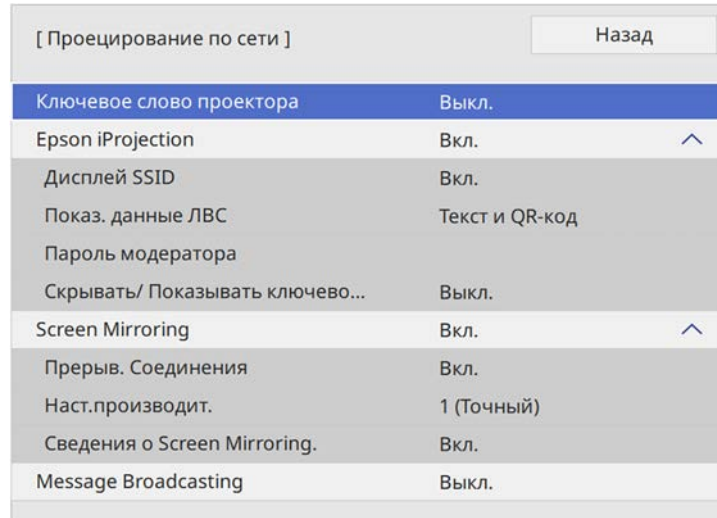 [ Проецирование по сети ] Назад
Ключевое слово проектора Выкл.
Epson iProjection Вкл.
Дисплей SSID Вкл.
Показ. данные ЛВС Текст и QR-код
Пароль модератора
Скрывать/ Показывать ключево... Выкл.
Screen Mirroring Вкл.
Прерыв. Соединения Вкл.
Наст.производит. 1 (Точный)
Сведения о Screen Mirroring. Вкл.
Message Broadcasting Выкл.